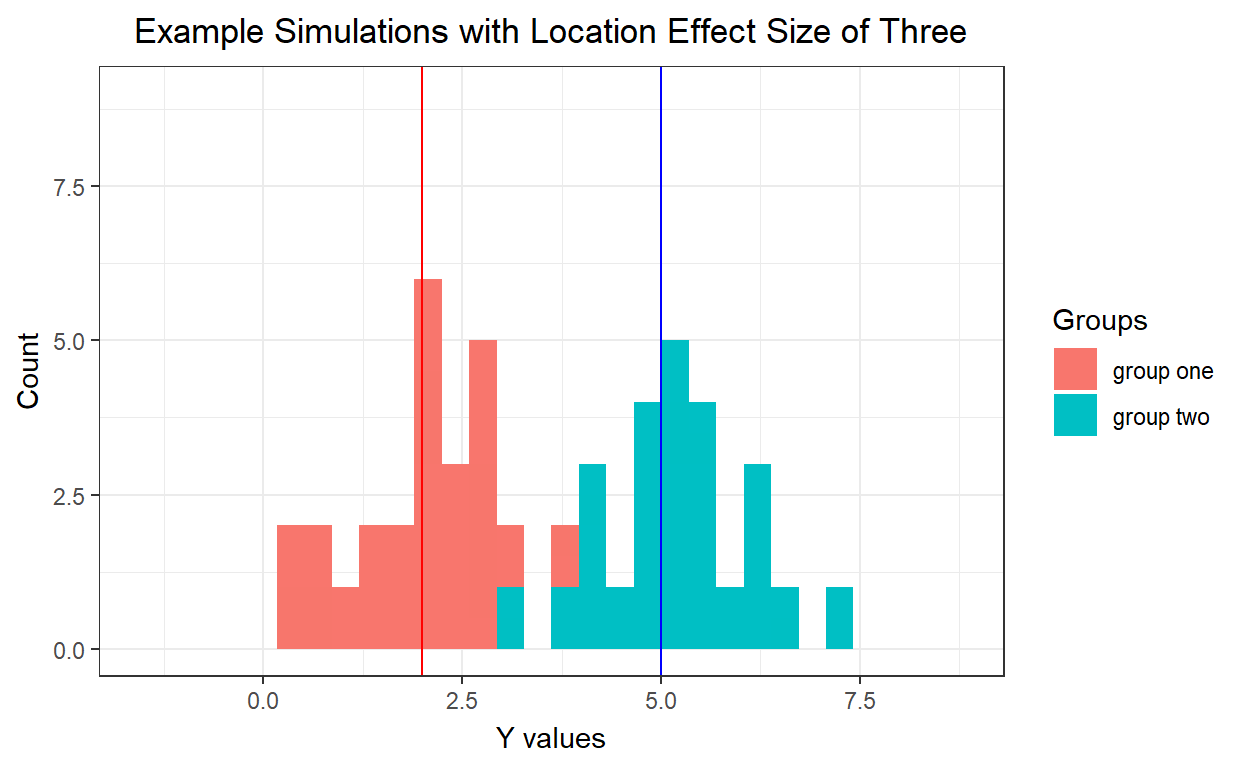 Example Simulations with Location Effect Size of Three
7.5
5.0
2.5
0.0
Count
0.0 2.5 5.0 7.5
Y values
Groups
group one
group two